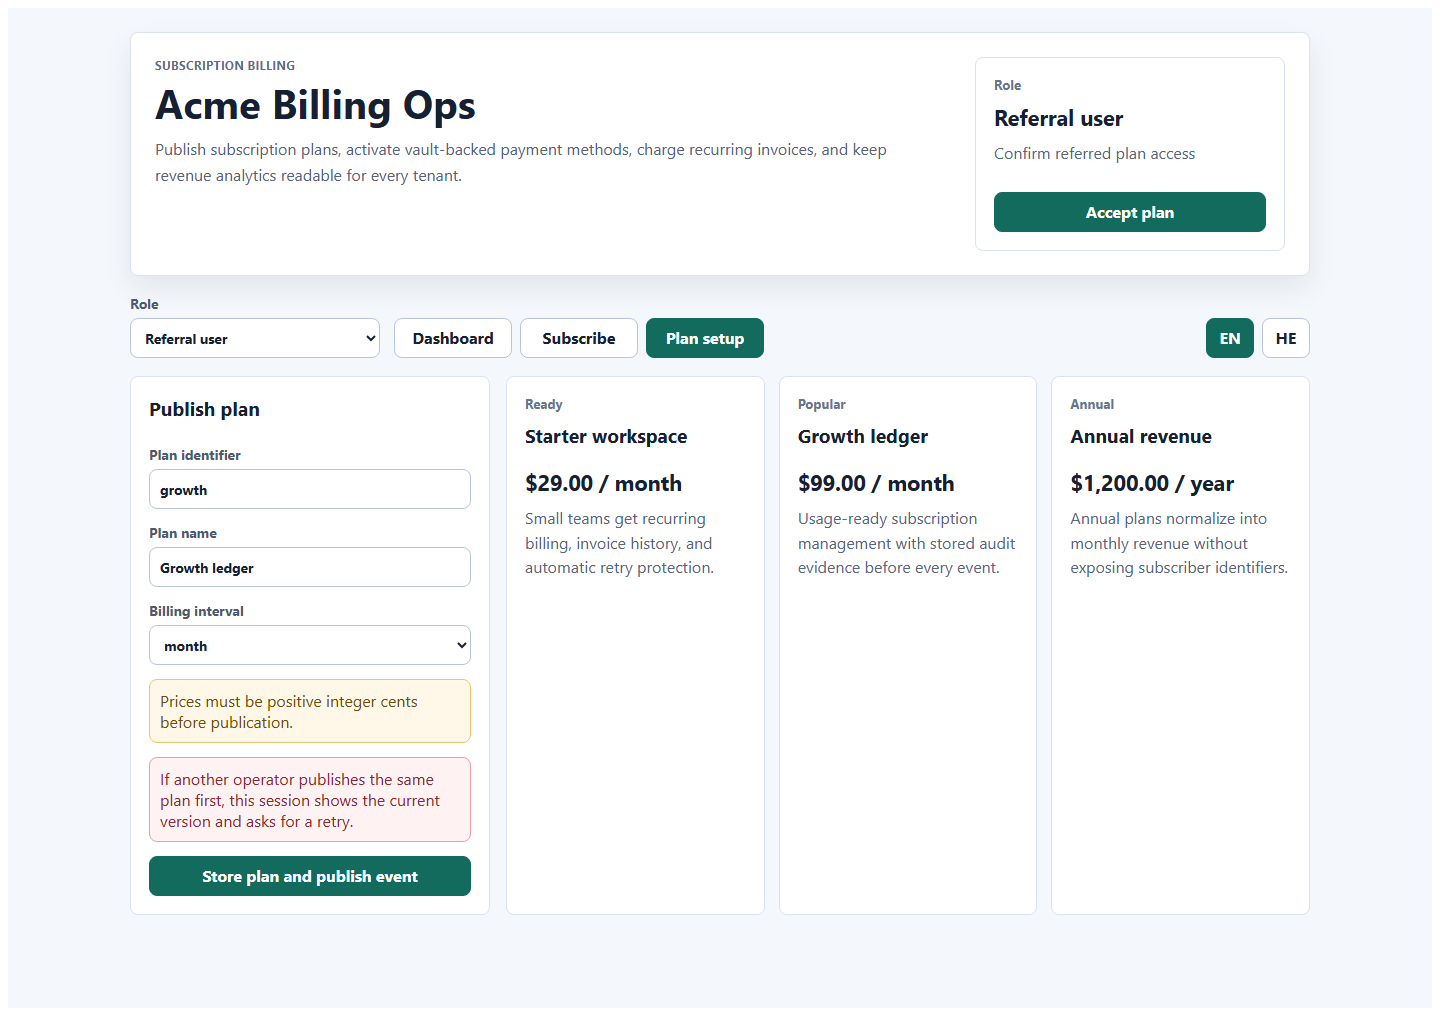 SUBSCRIPTION BILLING
Acme Billing Ops
Publish subscription plans, activate vault-backed payment methods, charge recurring invoices, and keep
revenue analytics readable for every tenant.
Role
Referral user
Confirm referred plan access
Accept plan
Role
Referral user
Dashboard
Subscribe
Plan setup
EN
HE
Publish plan
Plan identifier
growth
Plan name
Growth ledger
Billing interval
month
Prices must be positive integer cents
before publication.
If another operator publishes the same
plan first, this session shows the current
version and asks for a retry.
Store plan and publish event
Ready
Starter workspace
$29.00 / month
Small teams get recurring
billing, invoice history, and
automatic retry protection.
Popular
Growth ledger
$99.00 / month
Usage-ready subscription
management with stored audit
evidence before every event.
Annual
Annual revenue
$1,200.00 / year
Annual plans normalize into
monthly revenue without
exposing subscriber identifiers.